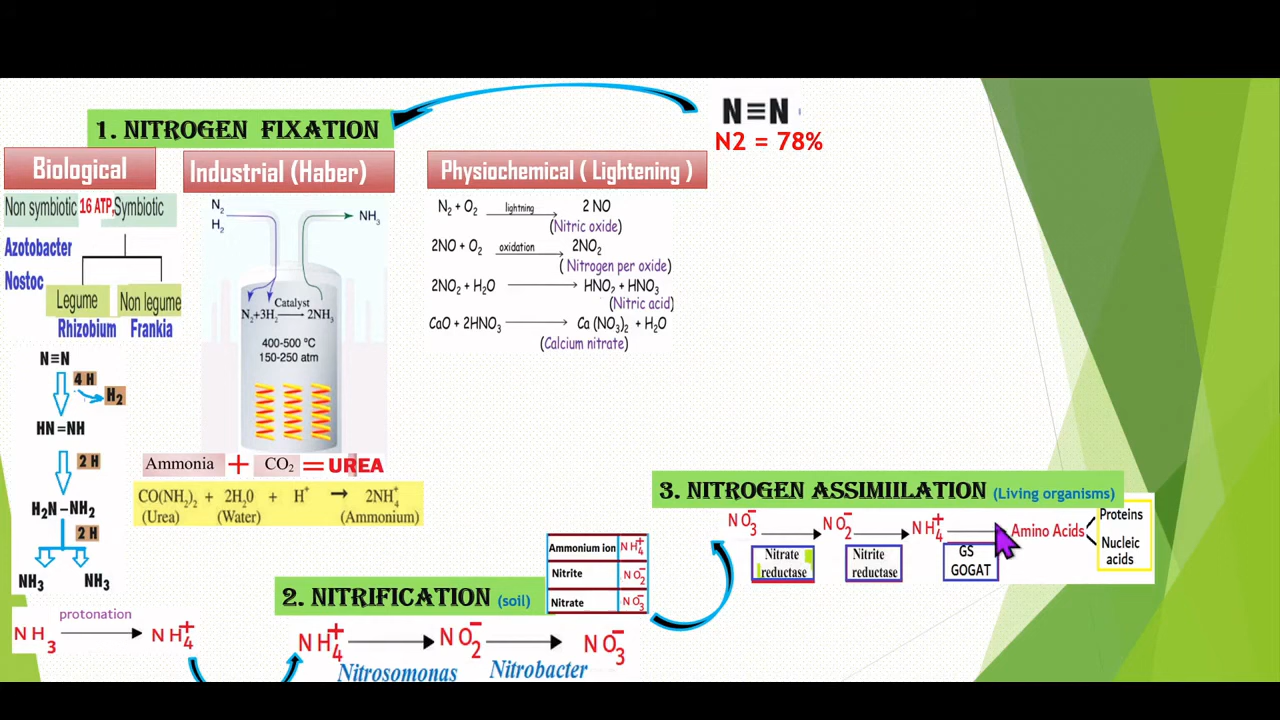 N≡N
N2 = 78%
1. NITROGEN FIXATION
Biological
Non symbiotic 16 ATP, Symbiotic
Azotobacter
Nostoc
Legume Non legume
Rhizobium Frankia
N≡N
4 H
H₂
HN=NH
2 H
H₂N–NH₂
2 H
NH₃ NH₃
protonation
NH₃ → NH₄⁺
Industrial (Haber)
N₂
H₂
NH₃
Catalyst
N₂+3H₂ → 2NH₃
400-500 ºC
150-250 atm
Ammonia + CO₂ = UREA
CO(NH₂)₂ + 2H₂0 + H⁺ → 2NH₄⁺
(Urea) (Water) (Ammonium)
Physiochemical ( Lightening )
N₂ + O₂ lightning → 2 NO
(Nitric oxide)
2NO + O₂ oxidation → 2NO₂
( Nitrogen per oxide)
2NO₂ + H₂O → HNO₂ + HNO₃
(Nitric acid)
CaO + 2HNO₃ → Ca (NO₃)₂ + H₂O
(Calcium nitrate)
2. NITRIFICATION (soil)
Ammonium ion NH₄⁺
Nitrite NO₂⁻
Nitrate NO₃⁻
NH₄⁺ → NO₂⁻ → NO₃⁻
Nitrosomonas Nitrobacter
3. NITROGEN ASSIMIILATION (Living organisms)
NO₃⁻ → NO₂⁻ → NH₄⁺ → Amino Acids
Nitrate
reductase
Nitrite
reductase
GS
GOGAT
Proteins
Nucleic
acids